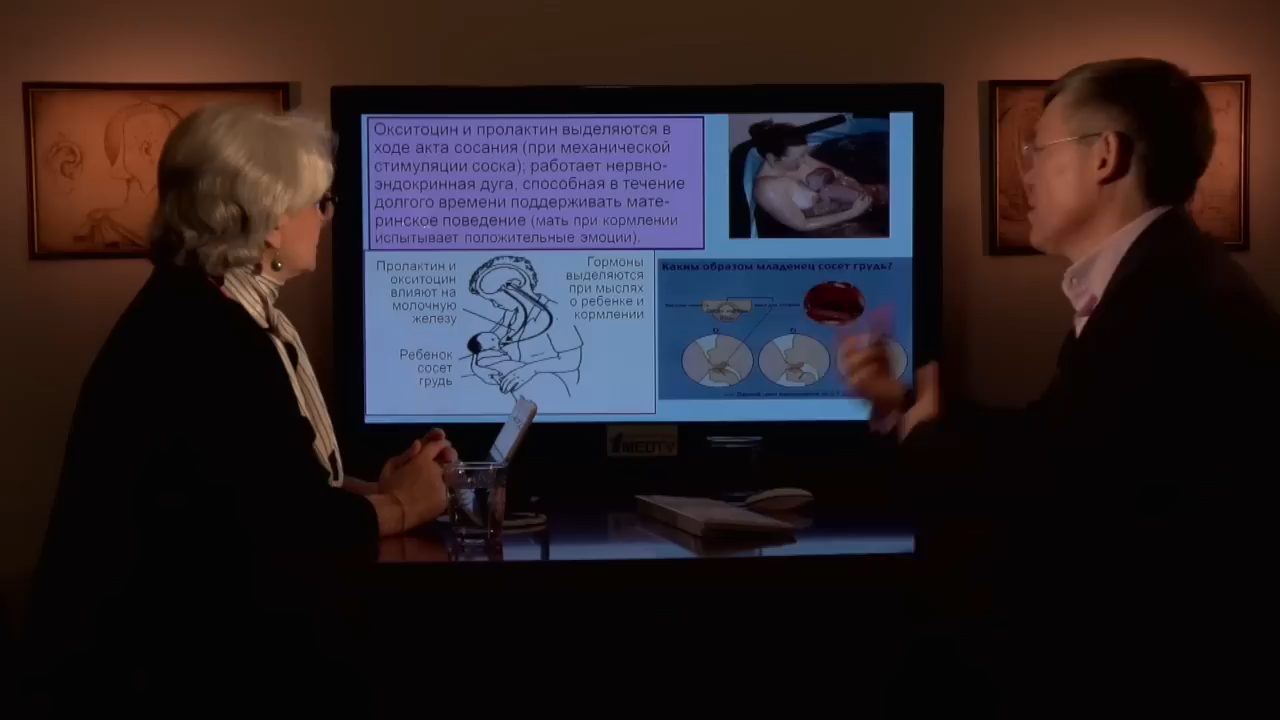 Окситоцин и пролактин выделяются в
ходе акта сосания (при механической
стимуляции соска); работает нервно-
эндокринная дуга, способная в течение
долгого времени поддерживать мате-
ринское поведение (мать при кормлении
испытывает положительные эмоции).
Пролактин и
окситоцин
влияют на
молочную
железу
Гормоны
выделяются
при мыслях
о ребенке и
кормлении
Ребенок
сосет
грудь
Каким образом младенец сосет грудь?